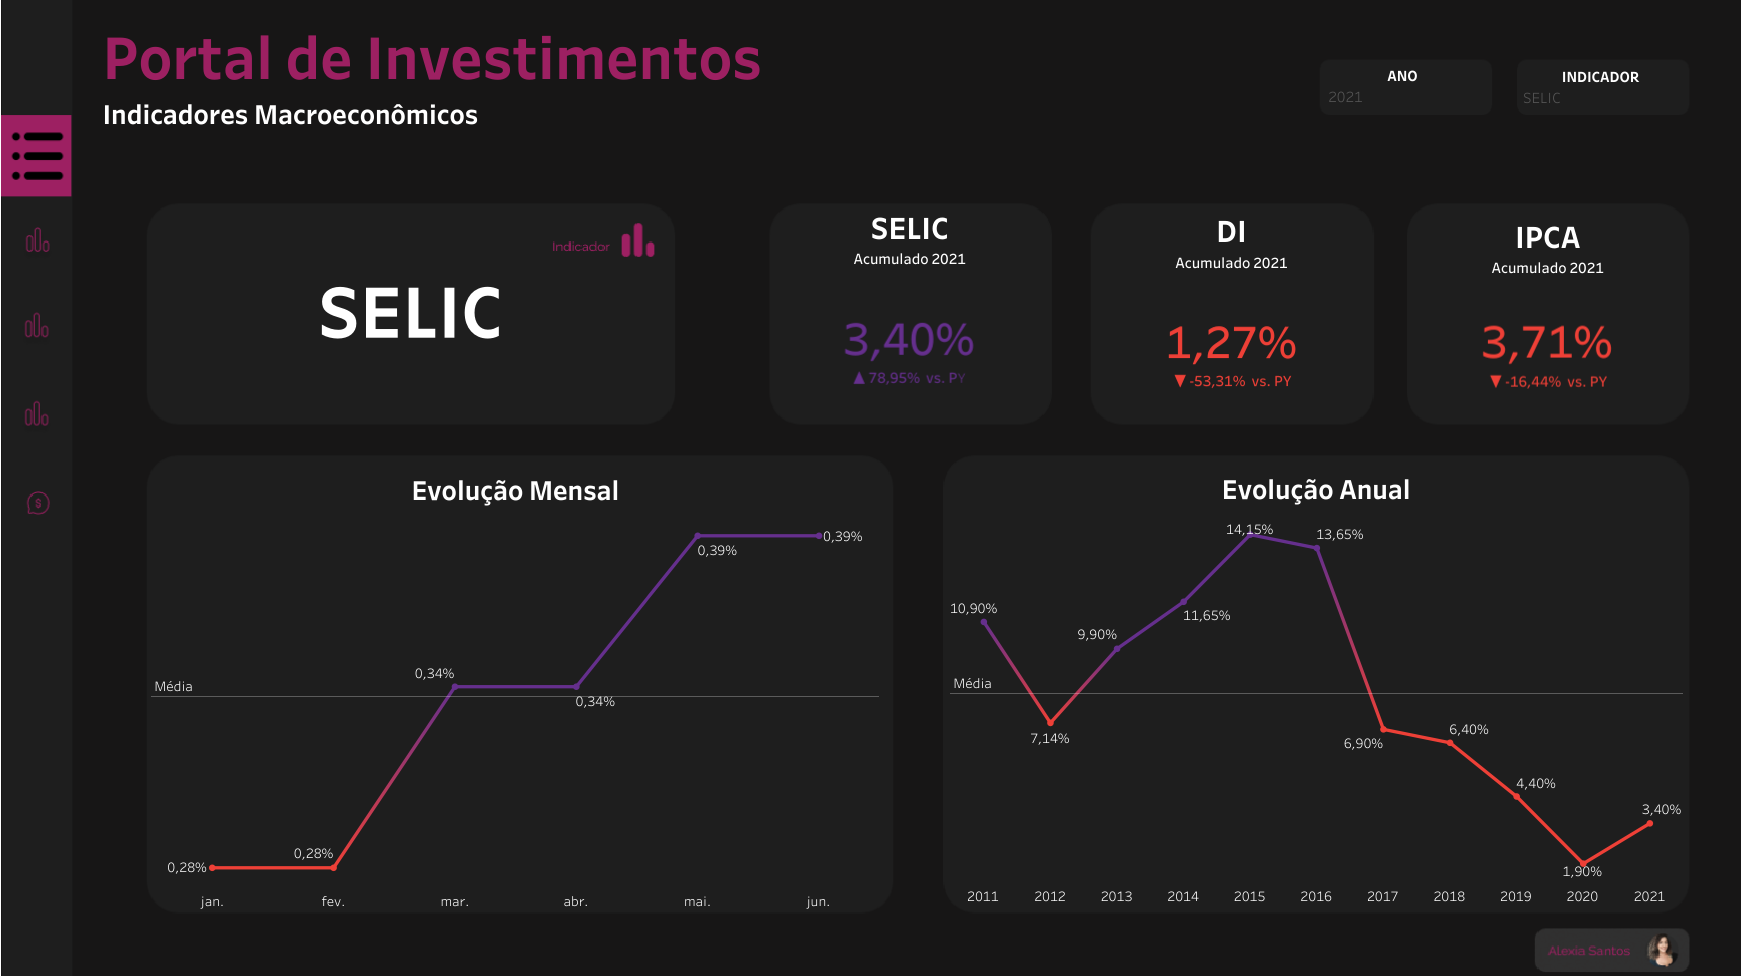 Portal de Investimentos
Indicadores Macroeconômicos
ANO
2021
INDICADOR
SELIC
Indicador
SELIC
SELIC
Acumulado 2021
3,40%
▲ 78,95% vs. PY
DI
Acumulado 2021
1,27%
▼ -53,31% vs. PY
IPCA
Acumulado 2021
3,71%
▼ -16,44% vs. PY
Evolução Mensal
0,39%
0,39%
0,34%
Média
0,34%
0,28%
0,28%
jan. fev. mar. abr. mai. jun.
Evolução Anual
14,15%
13,65%
10,90%
11,65%
9,90%
Média
7,14%
6,90%
6,40%
4,40%
3,40%
1,90%
2011 2012 2013 2014 2015 2016 2017 2018 2019 2020 2021
$
Alexia Santos